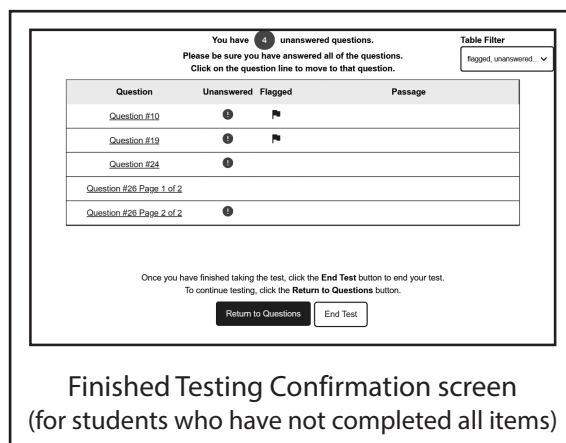 You have 4 unanswered questions.
Table Filter
Please be sure you have answered all of the questions.
flagged, unanswered...
Click on the question line to move to that question.
Question Unanswered Flagged Passage
Question #10
Question #19
Question #24
Question #26 Page 1 of 2
Question #26 Page 2 of 2
Once you have finished taking the test, click the End Test button to end your test.
To continue testing, click the Return to Questions button.
Return to Questions End Test
Finished Testing Confirmation screen
(for students who have not completed all items)